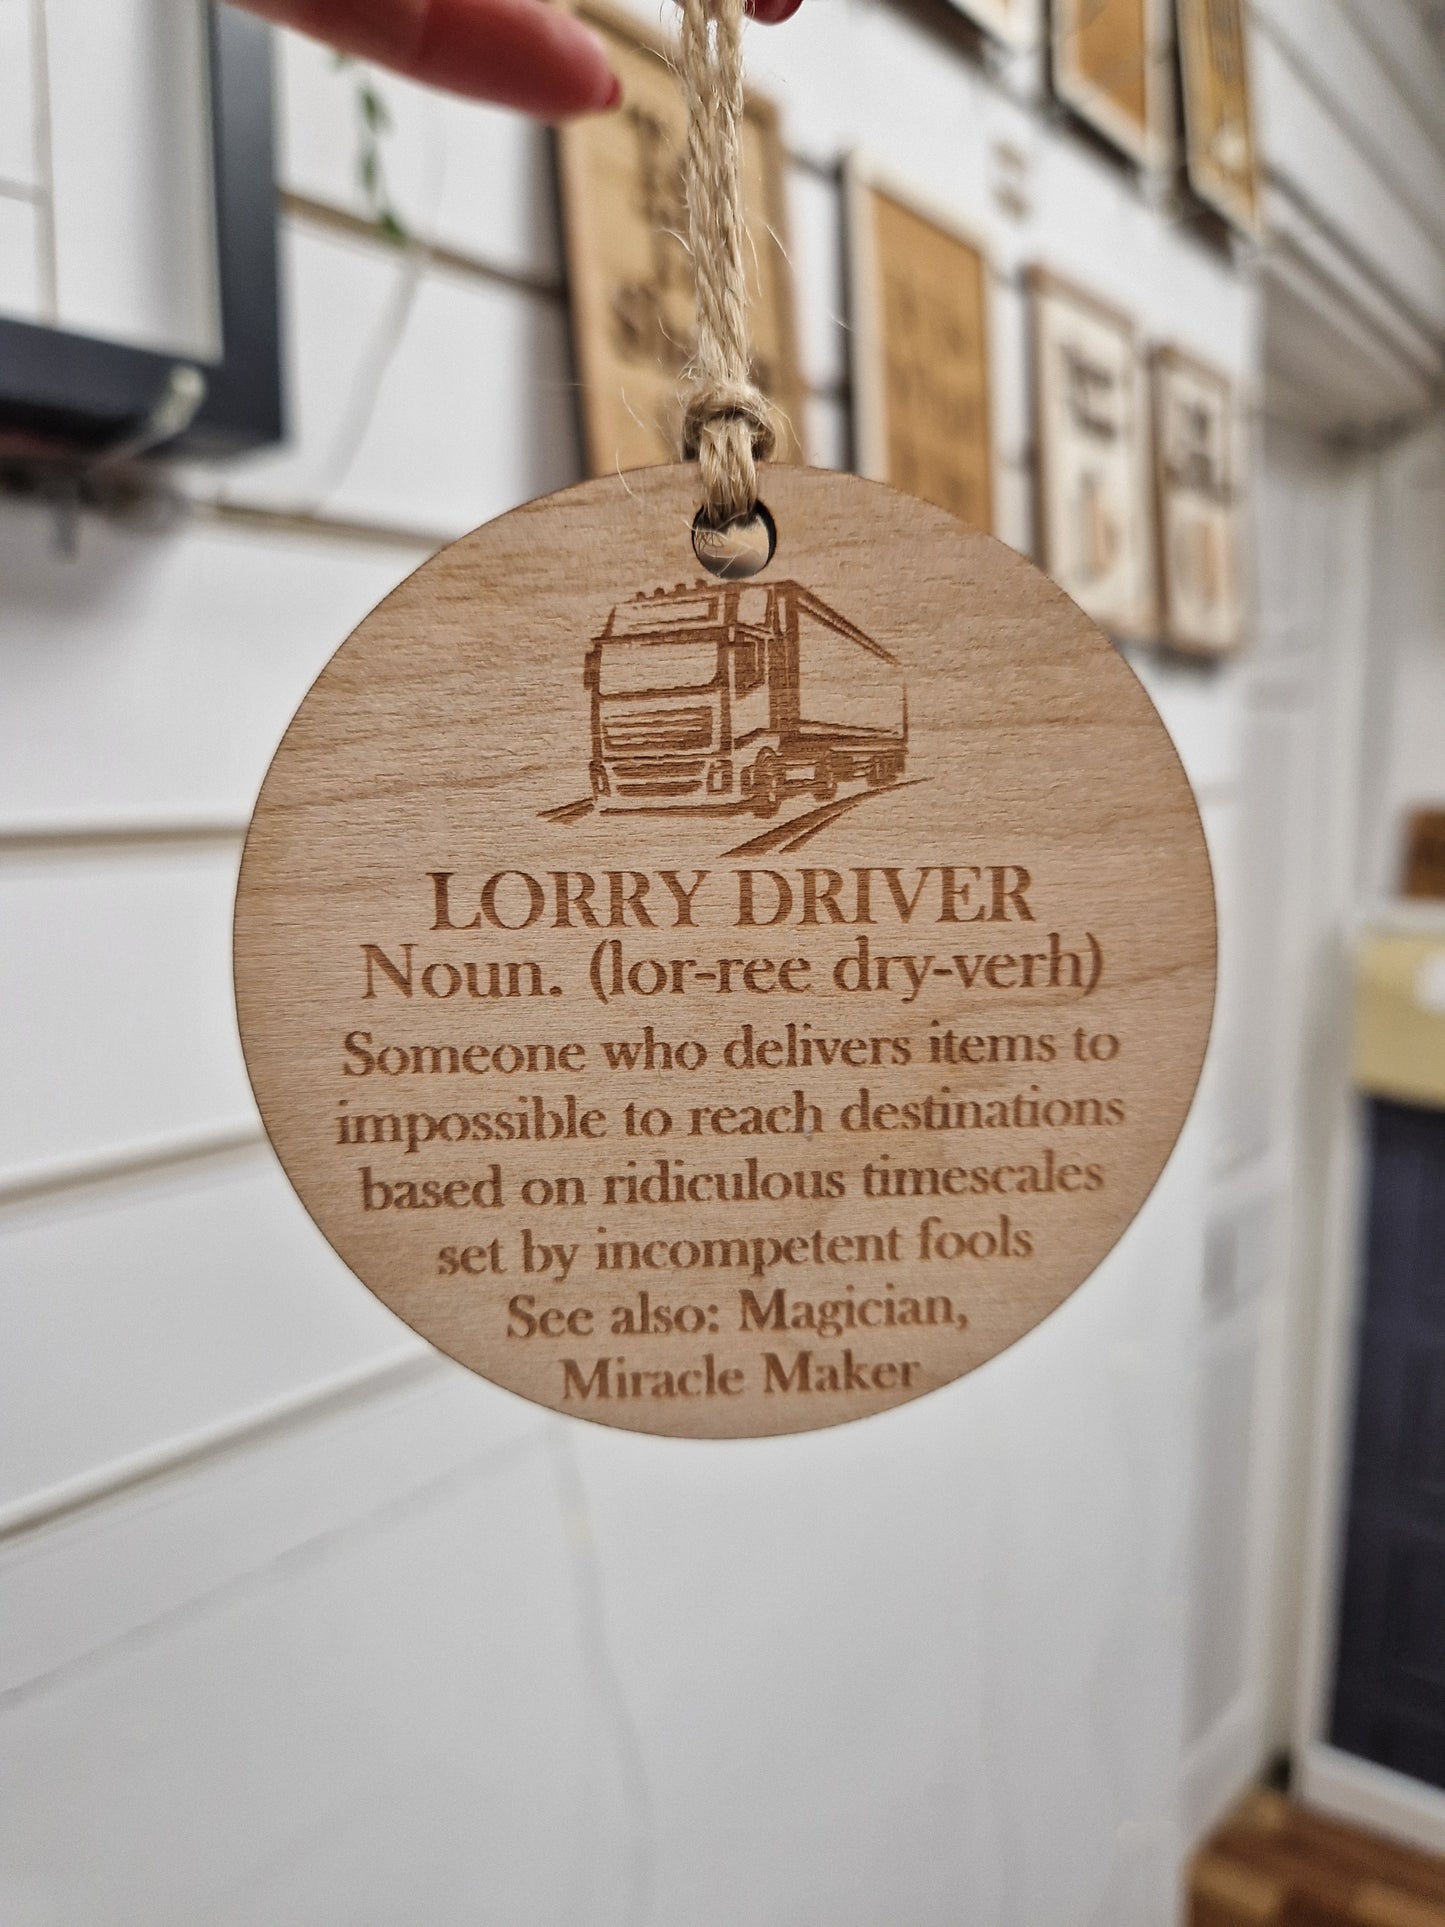 LORRY DRIVER
Noun. (lor-ree dry-verh)
Someone who delivers items to
impossible to reach destinations
based on ridiculous timescales
set by incompetent fools
See also: Magician,
Miracle Maker